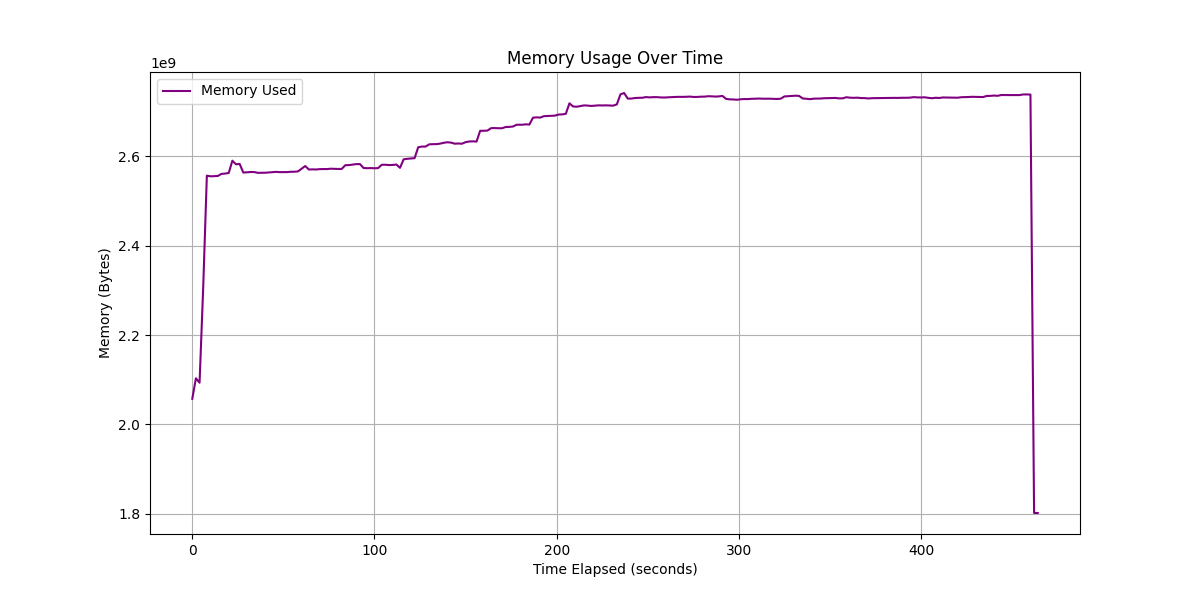 Memory Usage Over Time
1e9
Memory Used
2.6
2.4
2.2
2.0
1.8
Memory (Bytes)
0 100 200 300 400
Time Elapsed (seconds)